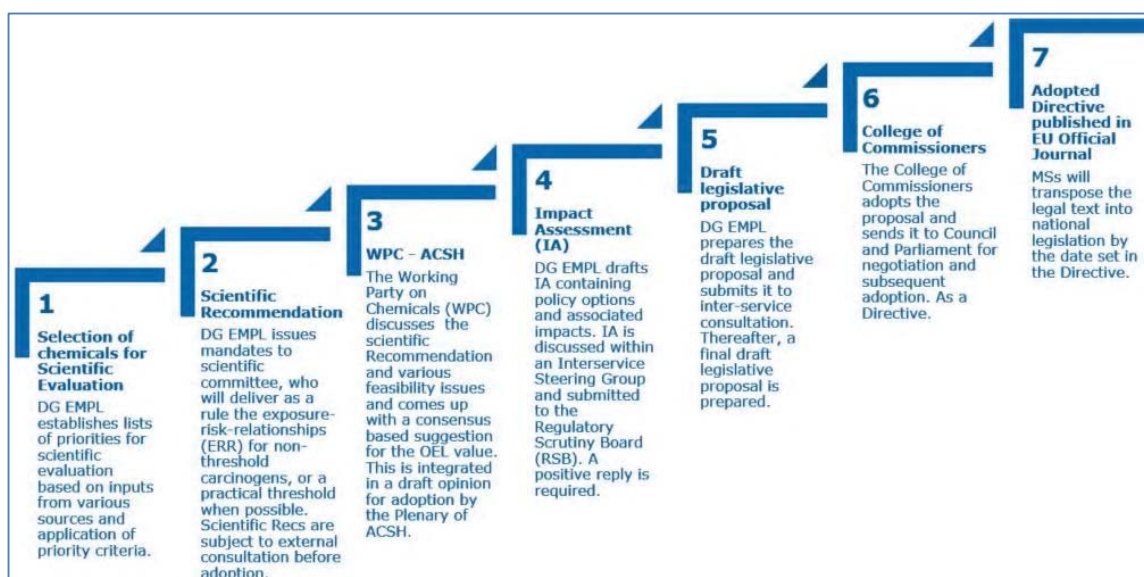 1
Selection of
chemicals for
Scientific
Evaluation
DG EMPL
establishes lists
of priorities for
scientific
evaluation
based on inputs
from various
sources and
application of
priority criteria.
2
Scientific
Recommendation
DG EMPL issues
mandates to
scientific
committee, who
will deliver as a
rule the exposure-
risk-relationships
(ERR) for non-
threshold
carcinogens, or a
practical threshold
when possible.
Scientific Recs are
subject to external
consultation before
adoption.
3
WPC - ACSH
The Working
Party on
Chemicals (WPC)
discusses the
scientific
Recommendation
and various
feasibility issues
and comes up
with a consensus
based suggestion
for the OEL value.
This is integrated
in a draft opinion
for adoption by
the Plenary of
ACSH.
4
Impact
Assessment
(IA)
DG EMPL drafts
IA containing
policy options
and associated
impacts. IA is
discussed within
an Interservice
Steering Group
and submitted
to the
Regulatory
Scrutiny Board
(RSB). A
positive reply is
required.
5
Draft
legislative
proposal
DG EMPL
prepares the
draft legislative
proposal and
submits it to
inter-service
consultation.
Thereafter, a
final draft
legislative
proposal is
prepared.
6
College of
Commissioners
The College of
Commissioners
adopts the
proposal and
sends it to Council
and Parliament for
negotiation and
subsequent
adoption. As a
Directive.
7
Adopted
Directive
published in
EU Official
Journal
MSs will
transpose the
legal text into
national
legislation by
the date set in
the Directive.